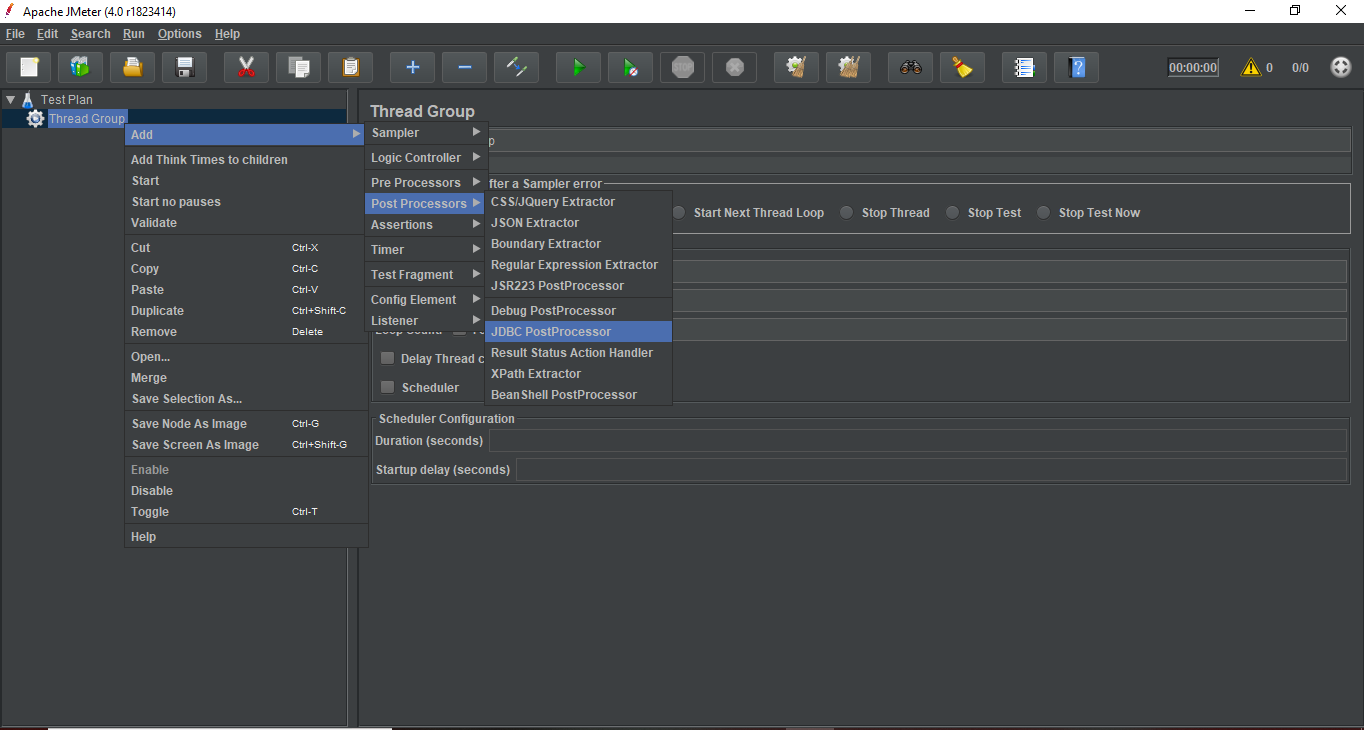 Apache JMeter (4.0 r1823414)
File Edit Search Run Options Help
STOP
00:00:00 0 0/0
Test Plan
Thread Group
Add
Add Think Times to children
Start
Start no pauses
Validate
Cut Ctrl-X
Copy Ctrl-C
Paste Ctrl-V
Duplicate Ctrl+Shift-C
Remove Delete
Open...
Merge
Save Selection As...
Save Node As Image Ctrl-G
Save Screen As Image Ctrl+Shift-G
Enable
Disable
Toggle Ctrl-T
Help
Sampler
Logic Controller
Pre Processors
Post Processors
Assertions
Timer
Test Fragment
Config Element
Listener
CSS/JQuery Extractor
JSON Extractor
Boundary Extractor
Regular Expression Extractor
JSR223 PostProcessor
Debug PostProcessor
JDBC PostProcessor
Result Status Action Handler
XPath Extractor
BeanShell PostProcessor
Thread Group
p
fter a Sampler error
Start Next Thread Loop Stop Thread Stop Test Stop Test Now
Delay Thread c
Scheduler
Scheduler Configuration
Duration (seconds)
Startup delay (seconds)